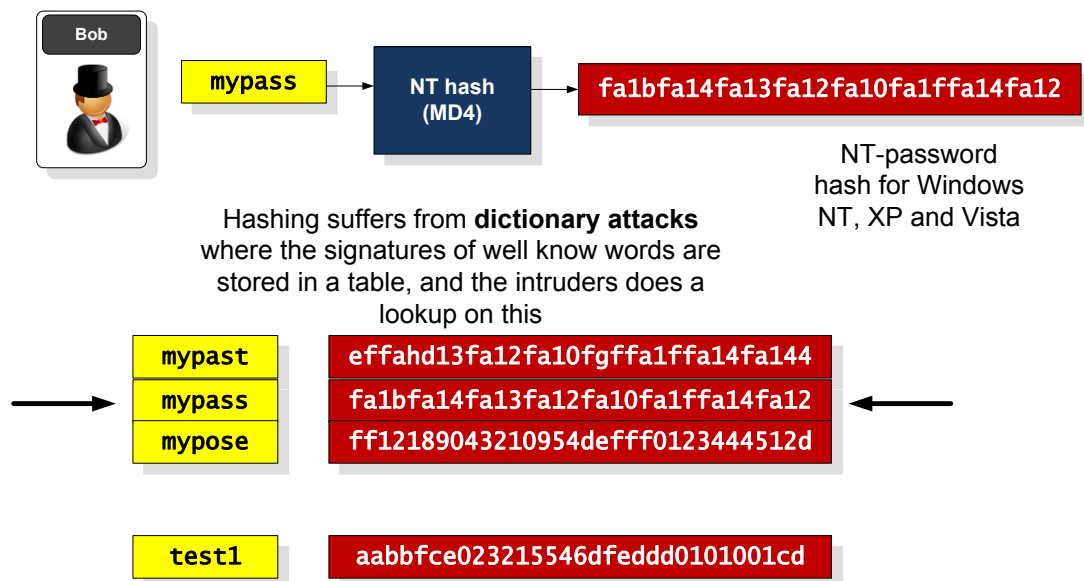 Bob
mypass
NT hash
(MD4)
fa1bfa14fa13fa12fa10fa1ffa14fa12
NT-password
hash for Windows
NT, XP and Vista
Hashing suffers from dictionary attacks
where the signatures of well know words are
stored in a table, and the intruders does a
lookup on this
mypast
effahd13fa12fa10fgffa1ffa14fa144
mypass
fa1bfa14fa13fa12fa10fa1ffa14fa12
mypose
ff12189043210954defff0123444512d
test1
aabbfce023215546dfeddd0101001cd